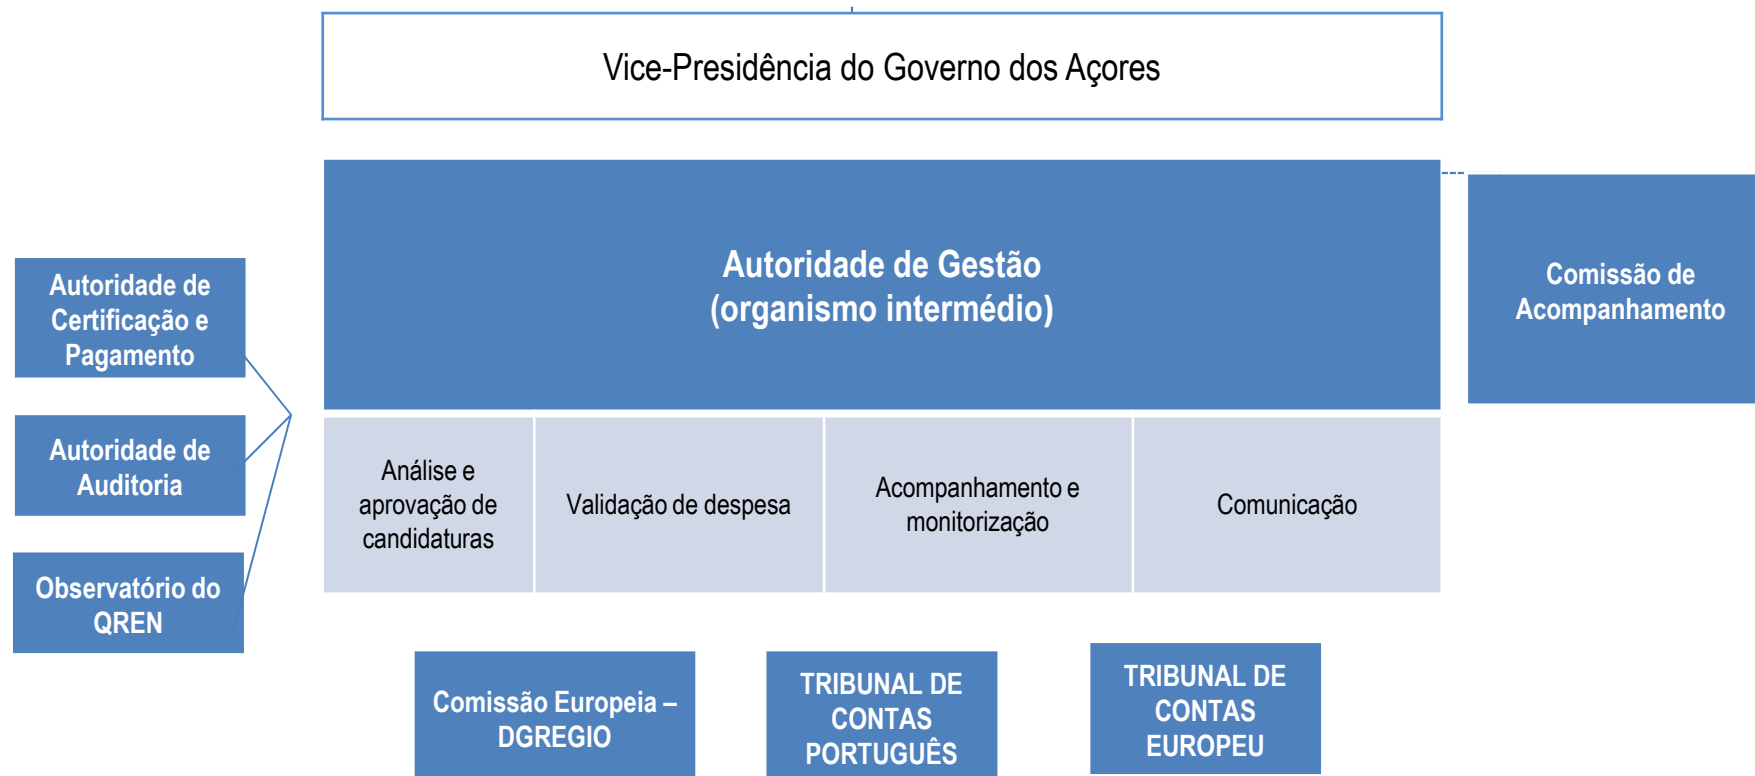 Vice-Presidência do Governo dos Açores
Autoridade de Gestão
(organismo intermédio)
Comissão de
Acompanhamento
Autoridade de
Certificação e
Pagamento
Autoridade de
Auditoria
Observatório do
QREN
Análise e
aprovação de
candidaturas
Validação de despesa
Acompanhamento e
monitorização
Comunicação
Comissão Europeia –
DGREGIO
TRIBUNAL DE
CONTAS
PORTUGUÊS
TRIBUNAL DE
CONTAS
EUROPEU